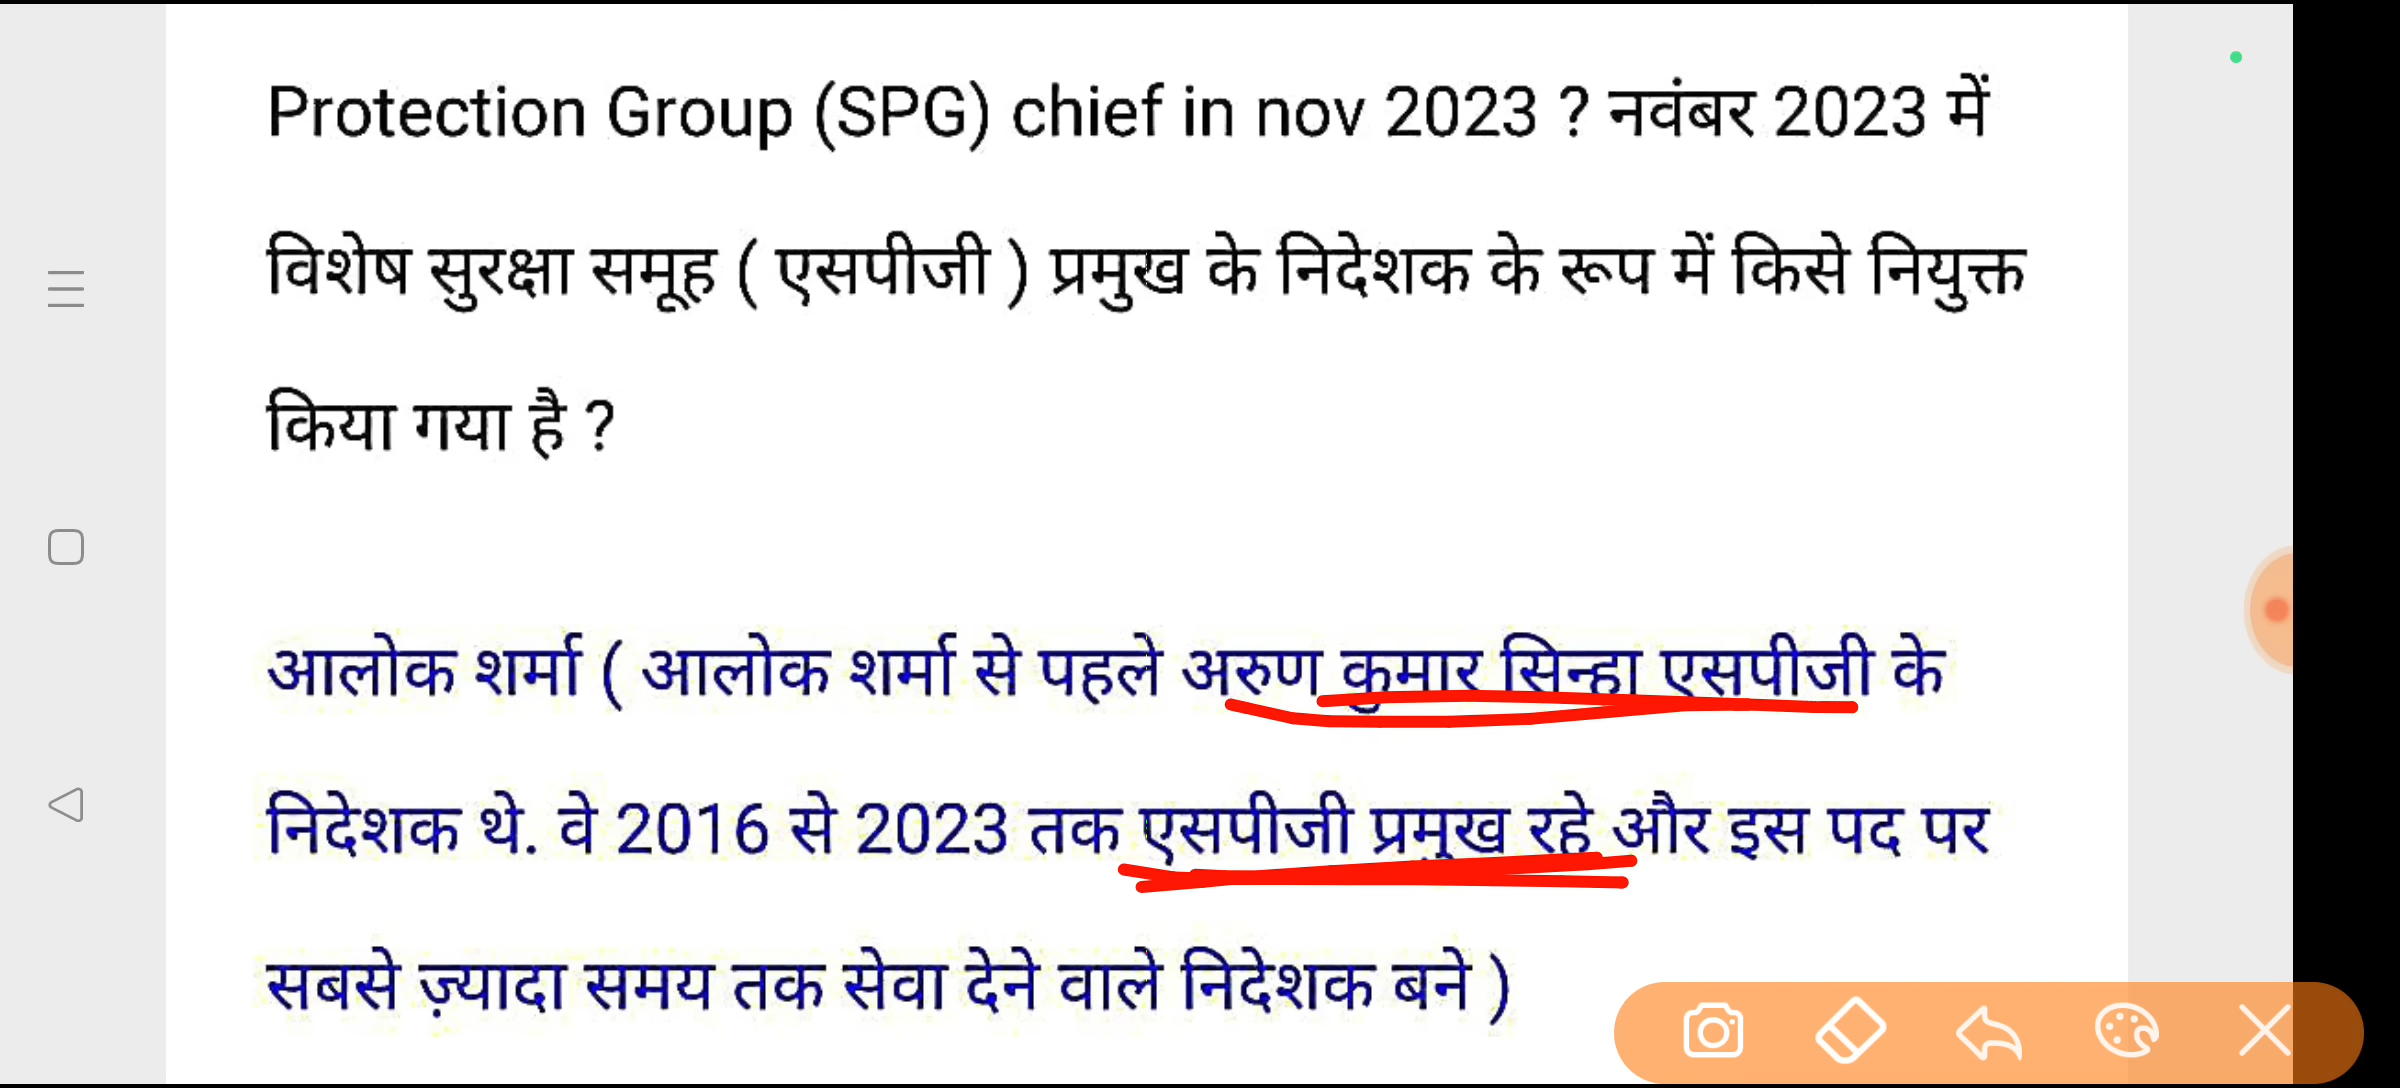 Protection Group (SPG) chief in nov 2023 ? नवंबर 2023 में
विशेष सुरक्षा समूह ( एसपीजी ) प्रमुख के निदेशक के रूप में किसे नियुक्त
किया गया है ?
आलोक शर्मा ( आलोक शर्मा से पहले अरुण कुमार सिन्हा एसपीजी के
निदेशक थे. वे 2016 से 2023 तक एसपीजी प्रमुख रहे और इस पद पर
सबसे ज़्यादा समय तक सेवा देने वाले निदेशक बने )